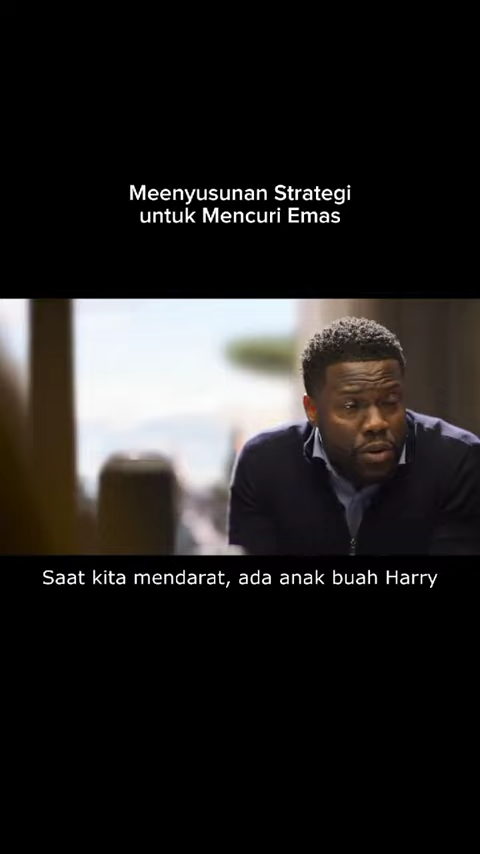 Meenyusunan Strategi
untuk Mencuri Emas
Saat kita mendarat, ada anak buah Harry